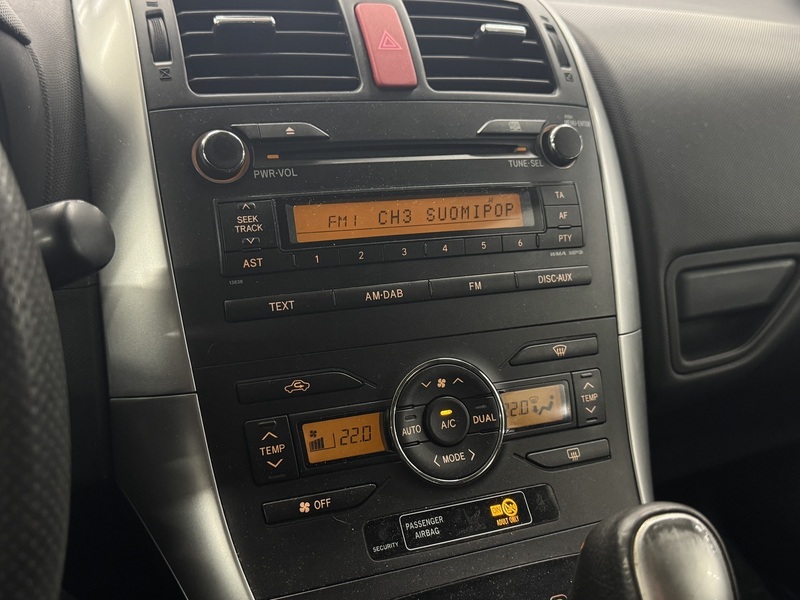 PWR·VOL
TUNE·SEL
FM1 CH3 SUOMIPOP
SEEK
TRACK
TA
AF
PTY
AST
1 2 3 4 5 6
TEXT
AM·DAB
FM
DISC·AUX
AUTO
A/C
DUAL
MODE
TEMP
22.0
22.0
TEMP
OFF
SECURITY
PASSENGER
AIRBAG
ADULT ONLY